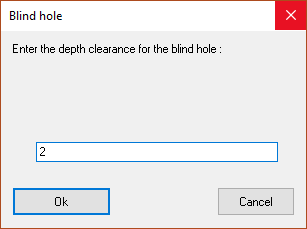 Blind hole
Enter the depth clearance for the blind hole :
2
Ok
Cancel